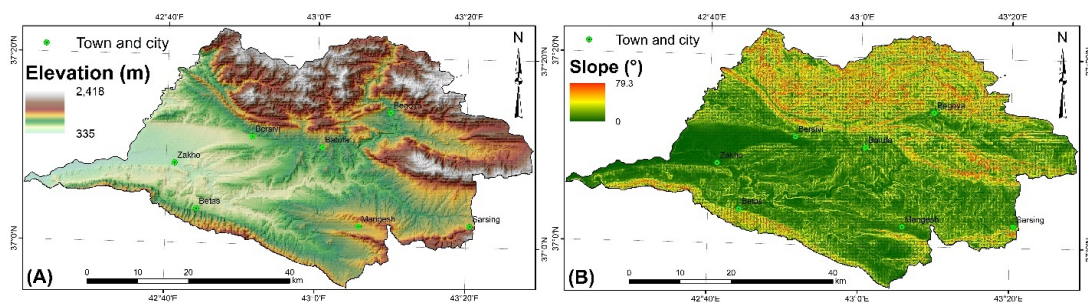 42°40'E 43°0'E 43°20'E
37°20'N
Town and city
N
Elevation (m)
2,418
335
Begova
Bersivi
Batufa
Zakho
Betas
Mangesh
Sarsing
37°0'N
(A)
0 10 20 40
km
42°40'E 43°0'E 43°20'E
42°40'E 43°0'E 43°20'E
37°20'N
Town and city
N
Slope (°)
79.3
0
Begova
Bersivi
Batufa
Zakho
Betas
Mangesh
Sarsing
37°0'N
(B)
0 10 20 40
km
42°40'E 43°0'E 43°20'E